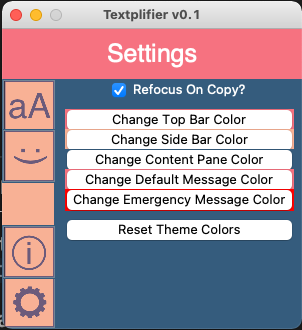 Textplifier v0.1
Settings
aA
Refocus On Copy?
Change Top Bar Color
Change Side Bar Color
Change Content Pane Color
Change Default Message Color
Change Emergency Message Color
Reset Theme Colors